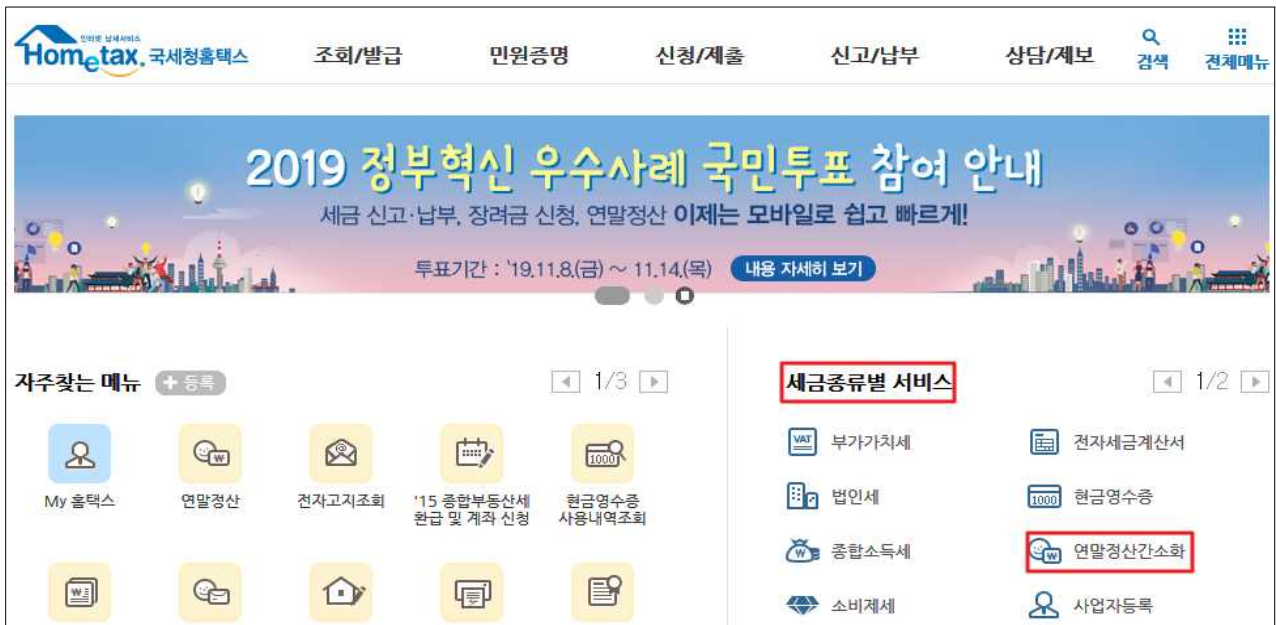 인터넷 납세서비스
Hometax. 국세청홈택스
조회/발급
민원증명
신청/제출
신고/납부
상담/제보
검색
전체메뉴
2019 정부혁신 우수사례 국민투표 참여 안내
세금 신고·납부, 장려금 신청, 연말정산 이제는 모바일로 쉽고 빠르게!
투표기간 : '19.11.8.(금) ~ 11.14.(목) 내용 자세히 보기
자주찾는 메뉴 + 등록 1/3
세금종류별 서비스 1/2
My 홈택스
연말정산
전자고지조회
'15 종합부동산세
환급 및 계좌 신청
현금영수증
사용내역조회
VAT 부가가치세
전자세금계산서
법인세
1000 현금영수증
종합소득세
연말정산간소화
소비제세
사업자등록